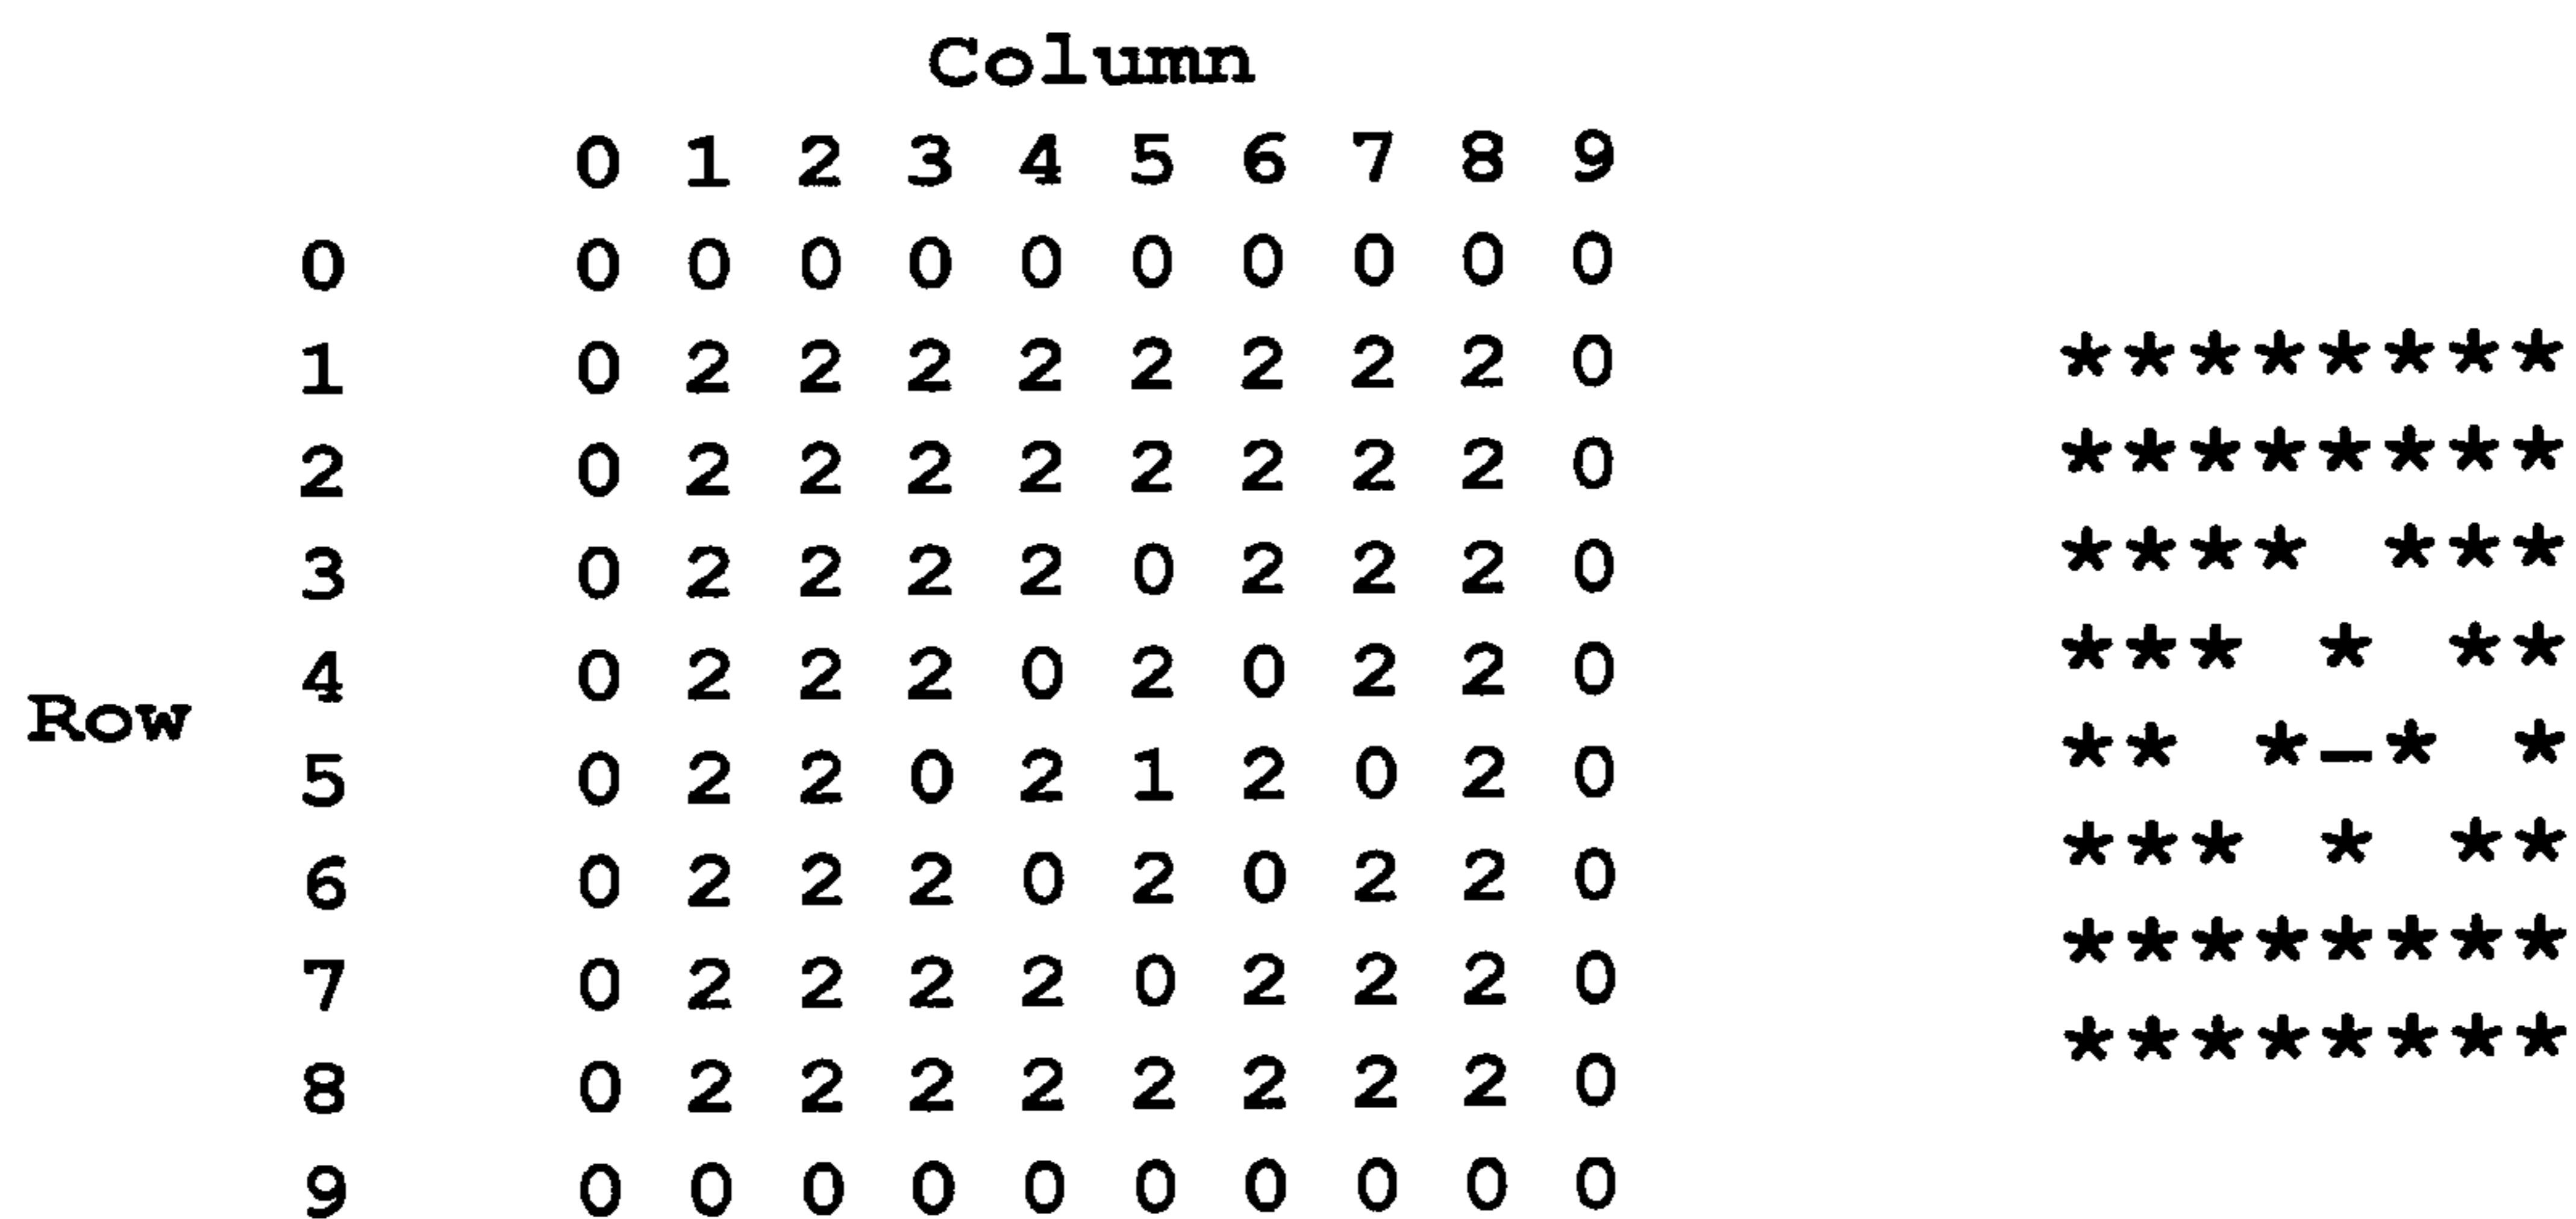 Column
0 1 2 3 4 5 6 7 8 9
0 0 0 0 0 0 0 0 0 0 0
1 0 2 2 2 2 2 2 2 2 0 ********
2 0 2 2 2 2 2 2 2 2 0 ********
3 0 2 2 2 2 0 2 2 2 0 **** ***
4 0 2 2 2 0 2 0 2 2 0 *** * **
Row
5 0 2 2 0 2 1 2 0 2 0 ** *-* *
6 0 2 2 2 0 2 0 2 2 0 *** * **
7 0 2 2 2 2 0 2 2 2 0 ********
8 0 2 2 2 2 2 2 2 2 0 ********
9 0 0 0 0 0 0 0 0 0 0